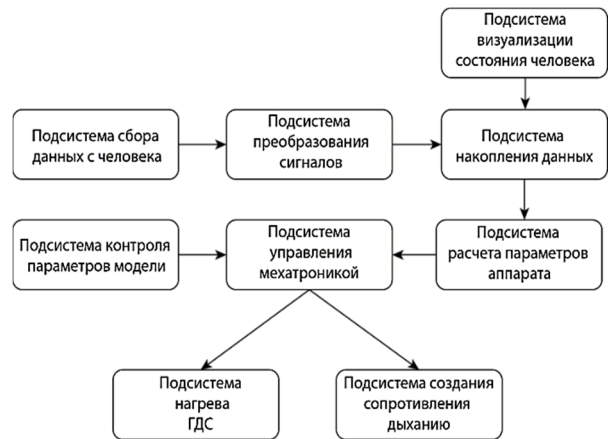 Подсистема
визуализации
состояния человека
Подсистема сбора
данных с человека
Подсистема
преобразования
сигналов
Подсистема
накопления данных
Подсистема контроля
параметров модели
Подсистема
управления
мехатроникой
Подсистема
расчета параметров
аппарата
Подсистема
нагрева
ГДС
Подсистема создания
сопротивления
дыханию